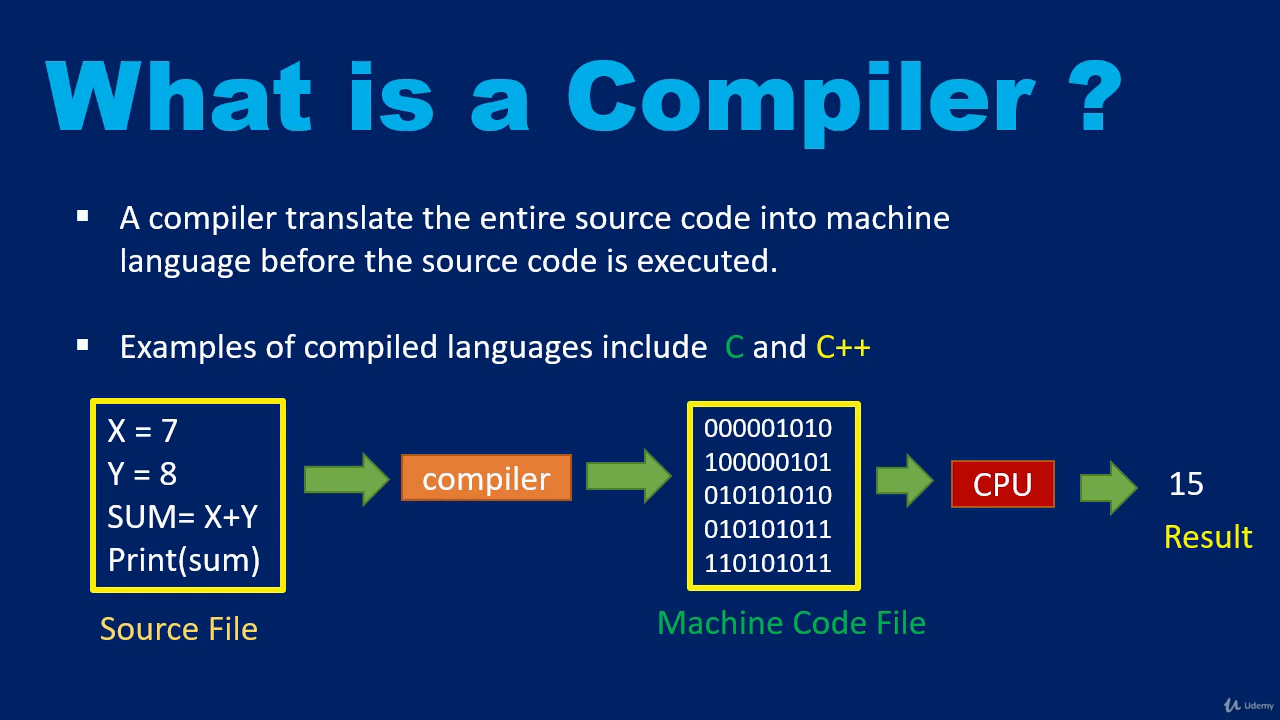 What is a Compiler ?
A compiler translate the entire source code into machine
language before the source code is executed.
Examples of compiled languages include C and C++
X = 7
Y = 8
SUM= X+Y
Print(sum)
Source File
compiler
000001010
100000101
010101010
010101011
110101011
Machine Code File
CPU
15
Result
Udemy